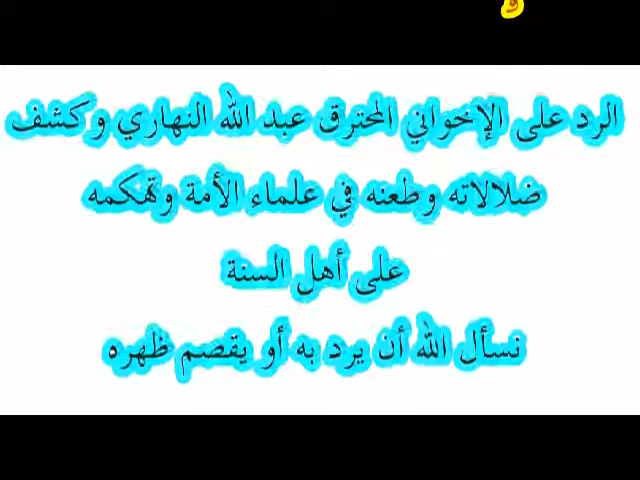 الرد على الإخواني المحترق عبد الله النهاري وكشف
ضلالاته وطعنه في علماء الأمة وتهكمه
على أهل السنة
نسأل الله أن يرد به أو يقصم ظهره